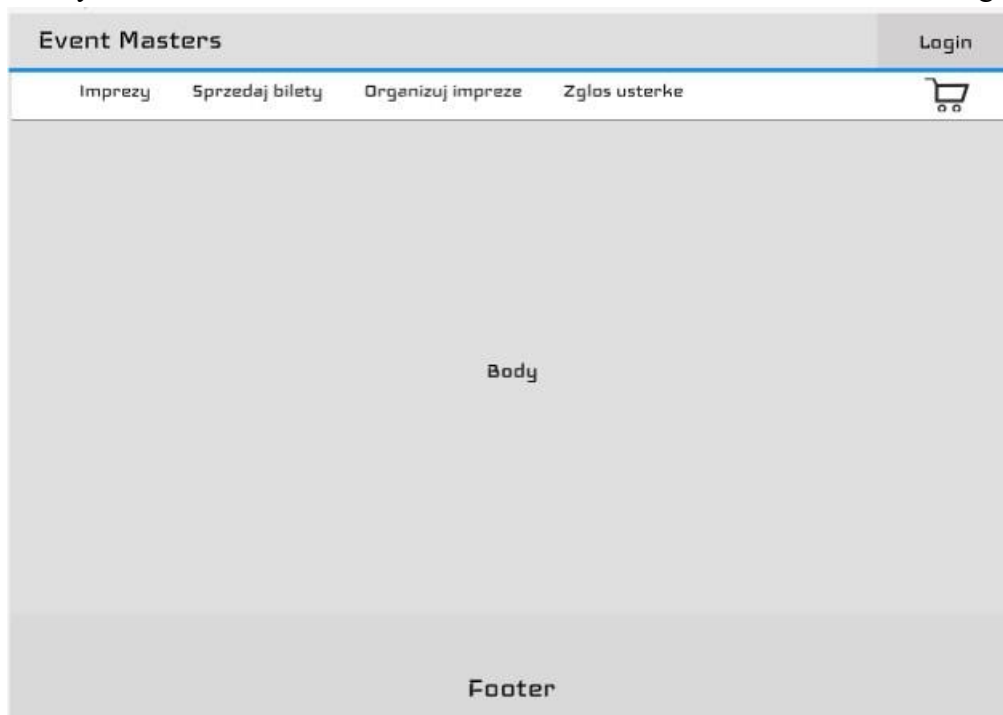 Event Masters Login
Imprezy Sprzedaj bilety Organizuj impreze Zglos usterke
Body
Footer